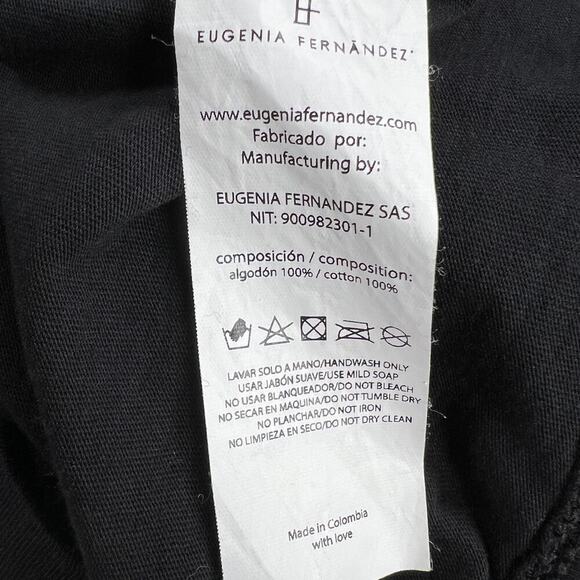 EUGENIA FERNÁNDEZ
www.eugeniafernandez.com
Fabricado por:
Manufacturing by:
EUGENIA FERNANDEZ SAS
NIT: 900982301-1
composición / composition:
algodón 100% / cotton 100%
LAVAR SOLO A MANO/HANDWASH ONLY
USAR JABÓN SUAVE/USE MILD SOAP
NO USAR BLANQUEADOR/DO NOT BLEACH
NO SECAR EN MAQUINA/DO NOT TUMBLE DRY
NO PLANCHAR/DO NOT IRON
NO LIMPIEZA EN SECO/DO NOT DRY CLEAN
Made in Colombia
with love